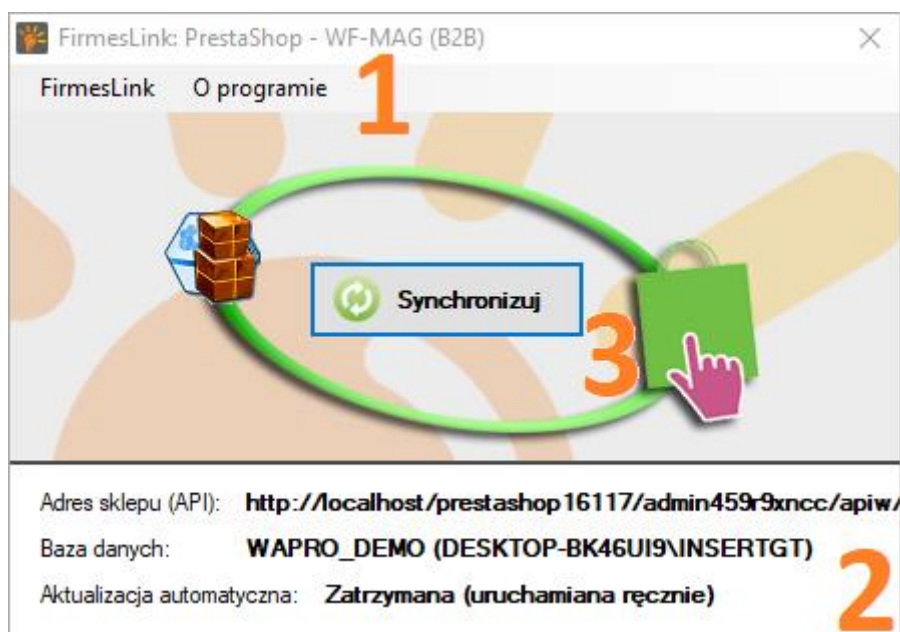 FirmesLink: PrestaShop - WF-MAG (B2B)
FirmesLink O programie
1
Synchronizuj
3
Adres sklepu (API): http://localhost/prestashop16117/admin459r9xncc/apiw/
Baza danych: WAPRO_DEMO (DESKTOP-BK46UI9\INSERTGT)
Aktualizacja automatyczna: Zatrzymana (uruchamiana ręcznie)
2